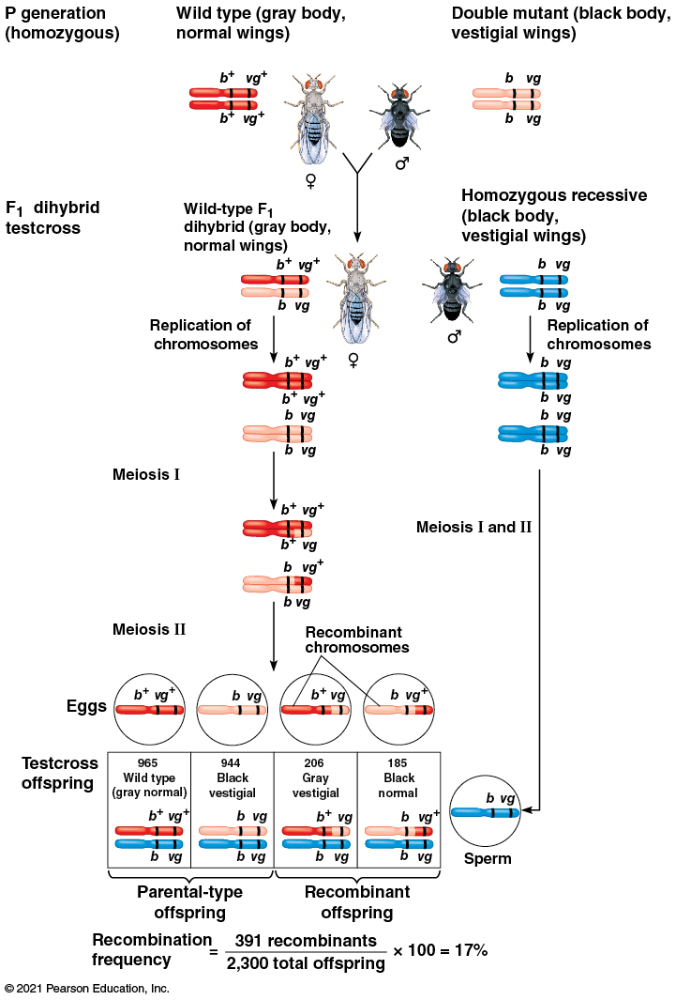 P generation
(homozygous)
Wild type (gray body,
normal wings)
Double mutant (black body,
vestigial wings)
b+ vg+
b+ vg+
b vg
b vg
♀
♂
F1 dihybrid
testcross
Wild-type F1
dihybrid (gray body,
normal wings)
Homozygous recessive
(black body,
vestigial wings)
b+ vg+
b vg
b vg
b vg
♀
♂
Replication of
chromosomes
Replication of
chromosomes
b+ vg+
b+ vg+
b vg
b vg
b vg
b vg
b vg
b vg
Meiosis I
Meiosis I and II
b+ vg+
b+ vg
b vg+
b vg
Meiosis II
Recombinant
chromosomes
Eggs
b+ vg+
b vg
b+ vg
b vg+
Testcross
offspring
965
Wild type
(gray normal)
b+ vg+
b vg
944
Black
vestigial
b vg
b vg
206
Gray
vestigial
b+ vg
b vg
185
Black
normal
b vg+
b vg
b vg
Sperm
Parental-type
offspring
Recombinant
offspring
Recombination
frequency
=
391 recombinants
2,300 total offspring
× 100 = 17%
© 2021 Pearson Education, Inc.